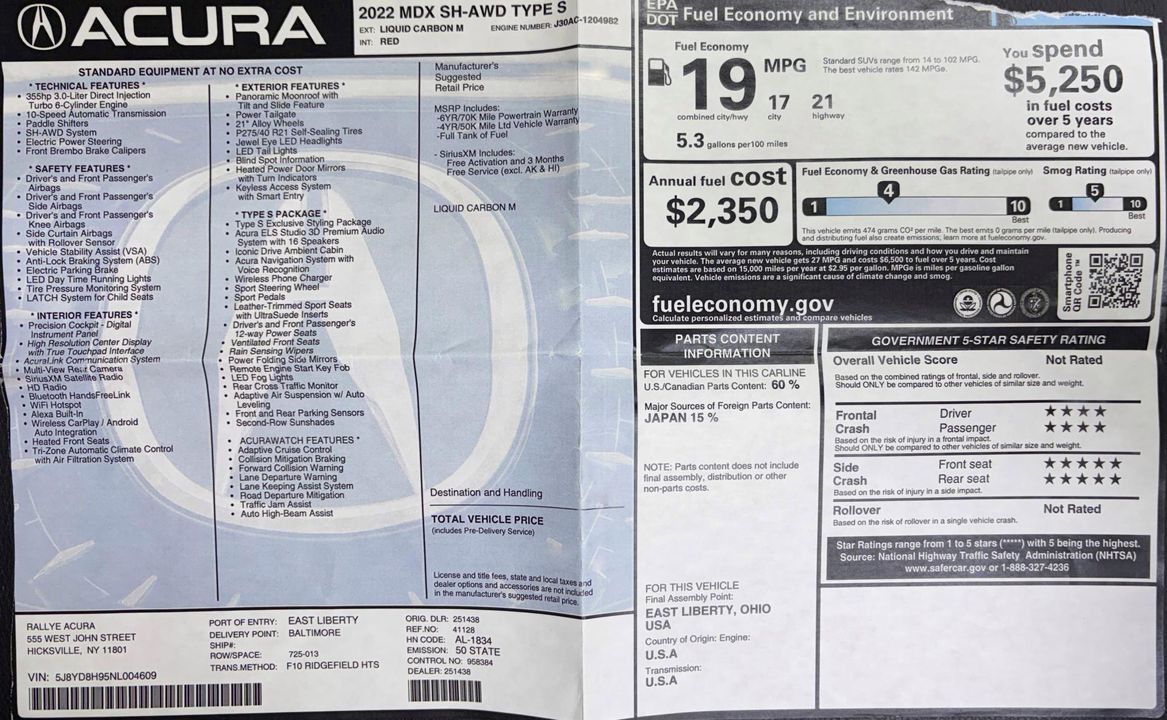 ACURA
2022 MDX SH-AWD TYPE S
EXT: LIQUID CARBON M
ENGINE NUMBER: J30AC-1204982
INT: RED
STANDARD EQUIPMENT AT NO EXTRA COST
* TECHNICAL FEATURES *
• 355hp 3.0-Liter Direct Injection
Turbo 6-Cylinder Engine
• 10-Speed Automatic Transmission
• Paddle Shifters
• SH-AWD System
• Electric Power Steering
• Front Brembo Brake Calipers
* SAFETY FEATURES *
• Driver's and Front Passenger's
Airbags
• Driver's and Front Passenger's
Side Airbags
• Driver's and Front Passenger's
Knee Airbags
• Side Curtain Airbags
with Rollover Sensor
• Vehicle Stability Assist (VSA)
• Anti-Lock Braking System (ABS)
• Electric Parking Brake
• LED Day Time Running Lights
• Tire Pressure Monitoring System
• LATCH System for Child Seats
* INTERIOR FEATURES *
• Precision Cockpit - Digital
Instrument Panel
• High Resolution Center Display
with True Touchpad Interface
• AcuraLink Communication System
• Multi-View Rear Camera
• SiriusXM Satellite Radio
• HD Radio
• Bluetooth HandsFreeLink
• WiFi Hotspot
• Alexa Built-In
• Wireless CarPlay / Android
Auto Integration
• Heated Front Seats
• Tri-Zone Automatic Climate Control
with Air Filtration System
* EXTERIOR FEATURES *
• Panoramic Moonroof with
Tilt and Slide Feature
• Power Tailgate
• 21" Alloy Wheels
• P275/40 R21 Self-Sealing Tires
• Jewel Eye LED Headlights
• LED Tail Lights
• Blind Spot Information
• Heated Power Door Mirrors
with Turn Indicators
• Keyless Access System
with Smart Entry
* TYPE S PACKAGE *
• Type S Exclusive Styling Package
• Acura ELS Studio 3D Premium Audio
System with 16 Speakers
• Iconic Drive Ambient Cabin
• Acura Navigation System with
Voice Recognition
• Wireless Phone Charger
• Sport Steering Wheel
• Sport Pedals
• Leather-Trimmed Sport Seats
with UltraSuede Inserts
• Driver's and Front Passenger's
12-way Power Seats
• Ventilated Front Seats
• Rain Sensing Wipers
• Power Folding Side Mirrors
• Remote Engine Start Key Fob
• LED Fog Lights
• Rear Cross Traffic Monitor
• Adaptive Air Suspension w/ Auto
Leveling
• Front and Rear Parking Sensors
• Second-Row Sunshades
* ACURAWATCH FEATURES *
• Adaptive Cruise Control
• Collision Mitigation Braking
• Forward Collision Warning
• Lane Departure Warning
• Lane Keeping Assist System
• Road Departure Mitigation
• Traffic Jam Assist
• Auto High-Beam Assist
Manufacturer's
Suggested
Retail Price
MSRP Includes:
-6YR/70K Mile Powertrain Warranty
-4YR/50K Mile Ltd Vehicle Warranty
-Full Tank of Fuel
- SiriusXM Includes:
Free Activation and 3 Months
Free Service (excl. AK & HI)
LIQUID CARBON M
Destination and Handling
TOTAL VEHICLE PRICE
(includes Pre-Delivery Service)
License and title fees, state and local taxes and
dealer options and accessories are not included
in the manufacturer's suggested retail price.
RALLYE ACURA
555 WEST JOHN STREET
HICKSVILLE, NY 11801
VIN: 5J8YD8H95NL004609
PORT OF ENTRY: EAST LIBERTY
DELIVERY POINT: BALTIMORE
SHIP#:
ROW/SPACE: 725-013
TRANS.METHOD: F10 RIDGEFIELD HTS
ORIG. DLR: 251438
REF.NO: 41128
HN CODE: AL-1834
EMISSION: 50 STATE
CONTROL NO: 958384
DEALER: 251438
EPA
DOT Fuel Economy and Environment
Fuel Economy
19 MPG
combined city/hwy
17
city
21
highway
5.3 gallons per100 miles
Standard SUVs range from 14 to 102 MPG.
The best vehicle rates 142 MPGe.
You spend
$5,250
in fuel costs
over 5 years
compared to the
average new vehicle.
Annual fuel cost
$2,350
Fuel Economy & Greenhouse Gas Rating (tailpipe only)
4
1 10
Best
Smog Rating (tailpipe only)
5
1 10
Best
This vehicle emits 474 grams CO² per mile. The best emits 0 grams per mile (tailpipe only). Producing
and distributing fuel also create emissions; learn more at fueleconomy.gov.
Actual results will vary for many reasons, including driving conditions and how you drive and maintain
your vehicle. The average new vehicle gets 27 MPG and costs $6,500 to fuel over 5 years. Cost
estimates are based on 15,000 miles per year at $2.95 per gallon. MPGe is miles per gasoline gallon
equivalent. Vehicle emissions are a significant cause of climate change and smog.
fueleconomy.gov
Calculate personalized estimates and compare vehicles
Smartphone
QR Code™
PARTS CONTENT
INFORMATION
FOR VEHICLES IN THIS CARLINE
U.S./Canadian Parts Content: 60 %
Major Sources of Foreign Parts Content:
JAPAN 15 %
NOTE: Parts content does not include
final assembly, distribution or other
non-parts costs.
FOR THIS VEHICLE
Final Assembly Point:
EAST LIBERTY, OHIO
USA
Country of Origin: Engine:
U.S.A
Transmission:
U.S.A
GOVERNMENT 5-STAR SAFETY RATING
Overall Vehicle Score Not Rated
Based on the combined ratings of frontal, side and rollover.
Should ONLY be compared to other vehicles of similar size and weight.
Frontal Driver ★★★★
Crash Passenger ★★★★
Based on the risk of injury in a frontal impact.
Should ONLY be compared to other vehicles of similar size and weight.
Side Front seat ★★★★★
Crash Rear seat ★★★★★
Based on the risk of injury in a side impact.
Rollover Not Rated
Based on the risk of rollover in a single vehicle crash.
Star Ratings range from 1 to 5 stars (*****) with 5 being the highest.
Source: National Highway Traffic Safety Administration (NHTSA)
www.safercar.gov or 1-888-327-4236